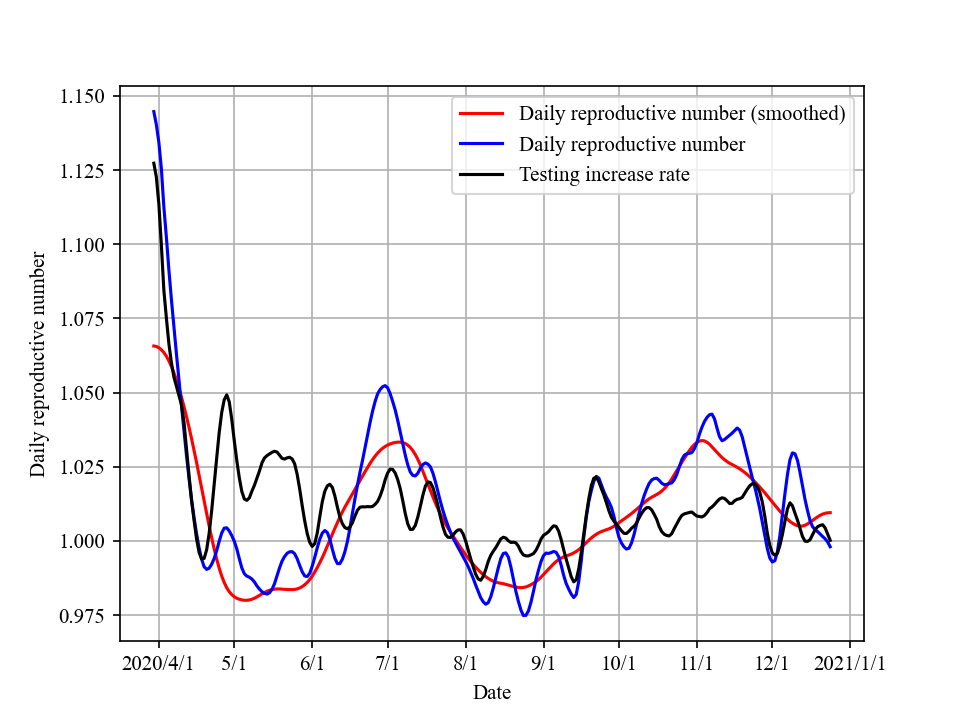 Daily reproductive number (smoothed)
Daily reproductive number
Testing increase rate
Daily reproductive number
1.150
1.125
1.100
1.075
1.050
1.025
1.000
0.975
2020/4/1 5/1 6/1 7/1 8/1 9/1 10/1 11/1 12/1 2021/1/1
Date